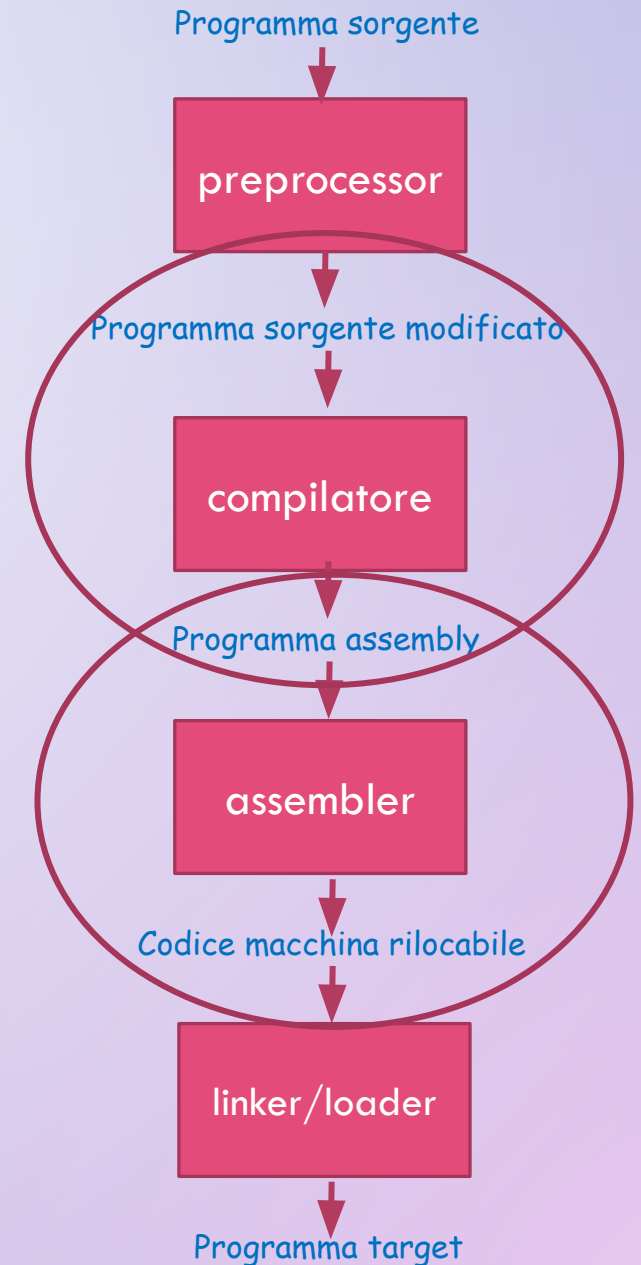 Programma sorgente
preprocessor
Programma sorgente modificato
compilatore
Programma assembly
assembler
Codice macchina rilocabile
linker/loader
Programma target